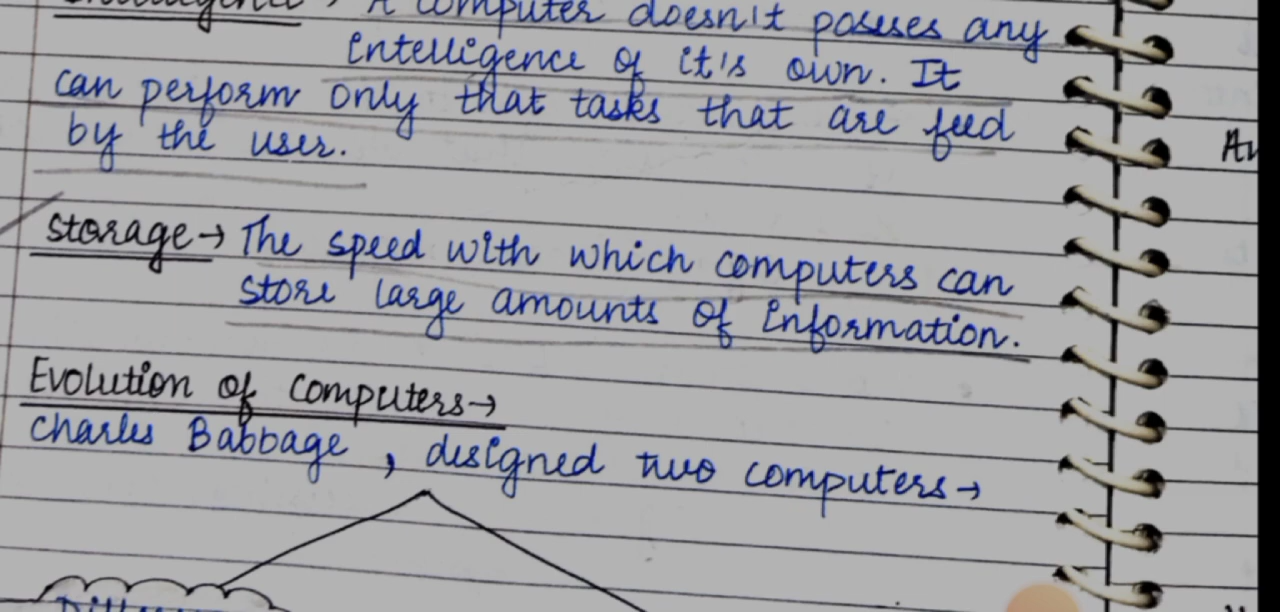 A computer doesn't posses any
intelligence of it's own. It
can perform only that tasks that are feed
by the user.
Storage → The speed with which computers can
store large amounts of information.
Evolution of computers →
Charles Babbage, designed two computers →